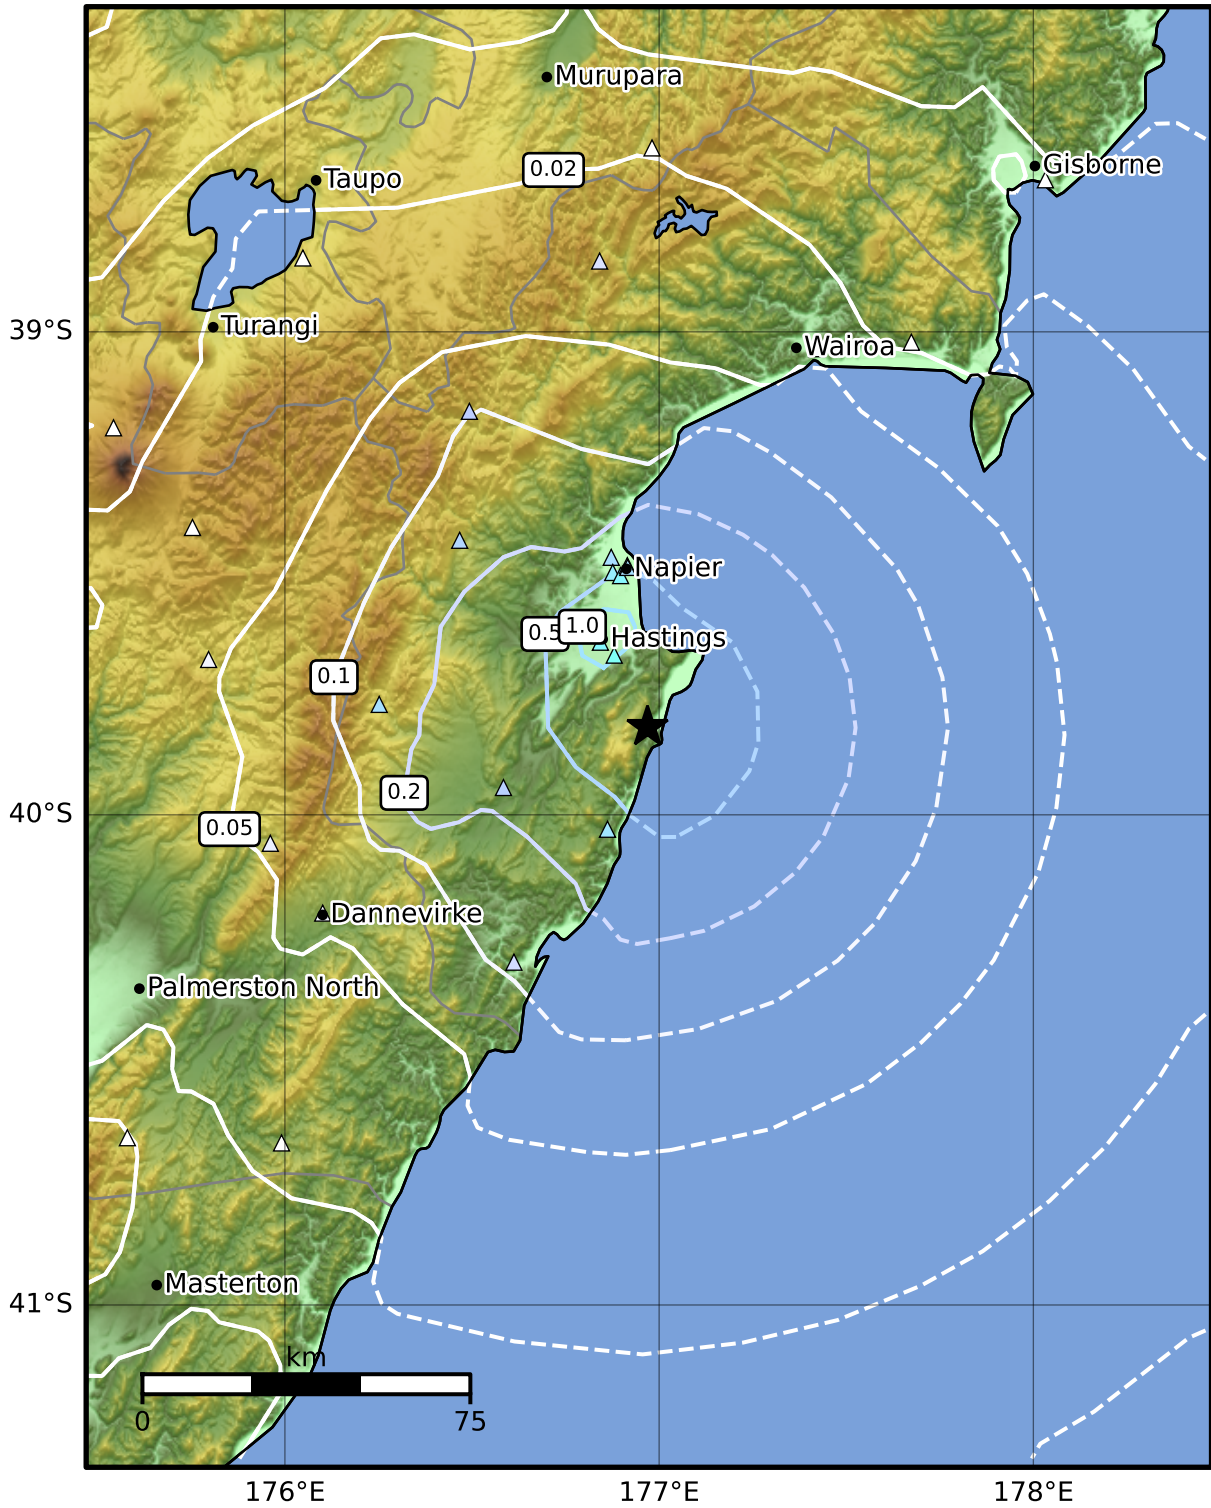 Murupara
0.02
Gisborne
Taupo
Turangi
39°S
Wairoa
Napier
0.5
1.0
Hastings
0.1
0.2
40°S
0.05
Dannevirke
Palmerston North
Masterton
41°S
km
0
75
176°E
177°E
178°E